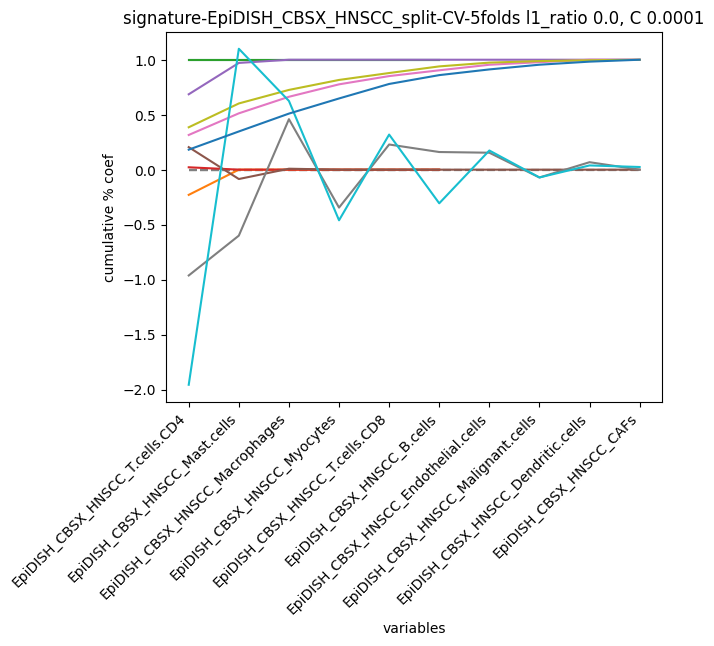 signature-EpiDISH_CBSX_HNSCC_split-CV-5folds l1_ratio 0.0, C 0.0001
1.0
0.5
0.0
−0.5
−1.0
−1.5
−2.0
cumulative % coef
EpiDISH_CBSX_HNSCC_T.cells.CD4
EpiDISH_CBSX_HNSCC_Mast.cells
EpiDISH_CBSX_HNSCC_Macrophages
EpiDISH_CBSX_HNSCC_Myocytes
EpiDISH_CBSX_HNSCC_T.cells.CD8
EpiDISH_CBSX_HNSCC_B.cells
EpiDISH_CBSX_HNSCC_Endothelial.cells
EpiDISH_CBSX_HNSCC_Malignant.cells
EpiDISH_CBSX_HNSCC_Dendritic.cells
EpiDISH_CBSX_HNSCC_CAFs
variables